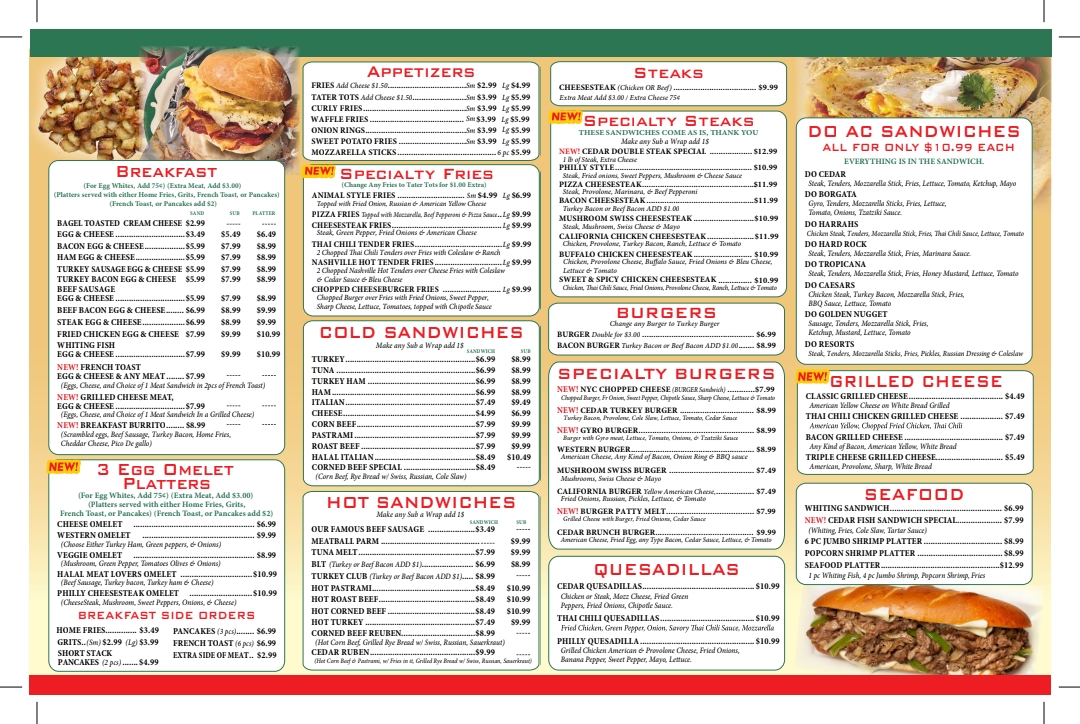 BREAKFAST
(For Egg Whites, Add 75¢) (Extra Meat, Add $3.00)
(Platters served with either Home Fries, Grits, French Toast, or Pancakes)
(French Toast, or Pancakes add $2)
SAND SUB PLATTER
BAGEL TOASTED CREAM CHEESE $2.99 ----- -----
EGG & CHEESE $3.49 $5.49 $6.49
BACON EGG & CHEESE $5.99 $7.99 $8.99
HAM EGG & CHEESE $5.99 $7.99 $8.99
TURKEY SAUSAGE EGG & CHEESE $5.99 $7.99 $8.99
TURKEY BACON EGG & CHEESE $5.99 $7.99 $8.99
BEEF SAUSAGE
EGG & CHEESE $5.99 $7.99 $8.99
BEEF BACON EGG & CHEESE $6.99 $8.99 $9.99
STEAK EGG & CHEESE $6.99 $8.99 $9.99
FRIED CHICKEN EGG & CHEESE $7.99 $9.99 $10.99
WHITING FISH
EGG & CHEESE $7.99 $9.99 $10.99
NEW! FRENCH TOAST
EGG & CHEESE & ANY MEAT $7.99 ----- -----
(Eggs, Cheese, and Choice of 1 Meat Sandwich in 2pcs of French Toast)
NEW! GRILLED CHEESE MEAT,
EGG & CHEESE $7.99 ----- -----
(Eggs, Cheese, and Choice of 1 Meat Sandwich In a Grilled Cheese)
NEW! BREAKFAST BURRITO $8.99 ----- -----
(Scrambled eggs, Beef Sausage, Turkey Bacon, Home Fries,
Cheddar Cheese, Pico De gallo)
NEW!
3 EGG OMELET
PLATTERS
(For Egg Whites, Add 75¢) (Extra Meat, Add $3.00)
(Platters served with either Home Fries, Grits,
French Toast, or Pancakes) (French Toast, or Pancakes add $2)
CHEESE OMELET $6.99
WESTERN OMELET $9.99
(Choose Either Turkey Ham, Green peppers, & Onions)
VEGGIE OMELET $8.99
(Mushroom, Green Pepper, Tomatoes Olives & Onions)
HALAL MEAT LOVERS OMELET $10.99
(Beef Sausage, Turkey bacon, Turkey ham & Cheese)
PHILLY CHEESESTEAK OMELET $10.99
(CheeseSteak, Mushroom, Sweet Peppers, Onions, & Cheese)
BREAKFAST SIDE ORDERS
HOME FRIES $3.49
GRITS (Sm) $2.99 (Lg) $3.99
SHORT STACK
PANCAKES (2 pcs) $4.99
PANCAKES (3 pcs) $6.99
FRENCH TOAST (6 pcs) $6.99
EXTRA SIDE OF MEAT $2.99
APPETIZERS
FRIES Add Cheese $1.50 Sm $2.99 Lg $4.99
TATER TOTS Add Cheese $1.50 Sm $3.99 Lg $5.99
CURLY FRIES Sm $3.99 Lg $5.99
WAFFLE FRIES Sm $3.99 Lg $5.99
ONION RINGS Sm $3.99 Lg $5.99
SWEET POTATO FRIES Sm $3.99 Lg $5.99
MOZZARELLA STICKS 6 pc $5.99
NEW!
SPECIALTY FRIES
(Change Any Fries to Tater Tots for $1.00 Extra)
ANIMAL STYLE FRIES Sm $4.99 Lg $6.99
Topped with Fried Onion, Russian & American Yellow Cheese
PIZZA FRIES Topped with Mozzarella, Beef Pepperoni & Pizza Sauce Lg $9.99
CHEESESTEAK FRIES Lg $9.99
Steak, Green Pepper, Fried Onions & American Cheese
THAI CHILI TENDER FRIES Lg $9.99
2 Chopped Thai Chili Tenders over Fries with Coleslaw & Ranch
NASHVILLE HOT TENDER FRIES Lg $9.99
2 Chopped Nashville Hot Tenders over Cheese Fries with Coleslaw
& Cedar Sauce & Bleu Cheese
CHOPPED CHEESEBURGER FRIES Lg $9.99
Chopped Burger over Fries with Fried Onions, Sweet Pepper,
Sharp Cheese, Lettuce, Tomatoes, topped with Chipotle Sauce
COLD SANDWICHES
Make any Sub a Wrap add 1$
SANDWICH SUB
TURKEY $6.99 $8.99
TUNA $6.99 $8.99
TURKEY HAM $6.99 $8.99
HAM $6.99 $8.99
ITALIAN $7.49 $9.49
CHEESE $4.99 $6.99
CORN BEEF $7.99 $9.99
PASTRAMI $7.99 $9.99
ROAST BEEF $7.99 $9.99
HALAL ITALIAN $8.49 $10.49
CORNED BEEF SPECIAL $8.49 -----
(Corn Beef, Rye Bread w/ Swiss, Russian, Cole Slaw)
HOT SANDWICHES
Make any Sub a Wrap add 1$
SANDWICH SUB
OUR FAMOUS BEEF SAUSAGE $3.49 -----
MEATBALL PARM ----- $9.99
TUNA MELT $7.99 $9.99
BLT (Turkey or Beef Bacon ADD $1) $6.99 $8.99
TURKEY CLUB (Turkey or Beef Bacon ADD $1) $8.99 -----
HOT PASTRAMI $8.49 $10.99
HOT ROAST BEEF $8.49 $10.99
HOT CORNED BEEF $8.49 $10.99
HOT TURKEY $7.49 $9.99
CORNED BEEF REUBEN $8.99 -----
(Hot Corn Beef, Grilled Rye Bread w/ Swiss, Russian, Sauerkraut)
CEDAR RUBEN $9.99 -----
(Hot Corn Beef & Pastrami, w/ Fries in it, Grilled Rye Bread w/ Swiss, Russian, Sauerkraut)
STEAKS
CHEESESTEAK (Chicken OR Beef) $9.99
Extra Meat Add $3.00 / Extra Cheese 75¢
NEW!
SPECIALTY STEAKS
THESE SANDWICHES COME AS IS, THANK YOU
Make any Sub a Wrap add 1$
NEW! CEDAR DOUBLE STEAK SPECIAL $12.99
1 lb of Steak, Extra Cheese
PHILLY STYLE $10.99
Steak, Fried onions, Sweet Peppers, Mushroom & Cheese Sauce
PIZZA CHEESESTEAK $11.99
Steak, Provolone, Marinara, & Beef Pepperoni
BACON CHEESESTEAK $11.99
Turkey Bacon or Beef Bacon ADD $1.00
MUSHROOM SWISS CHEESESTEAK $10.99
Steak, Mushroom, Swiss Cheese & Mayo
CALIFORNIA CHICKEN CHEESESTEAK $11.99
Chicken, Provolone, Turkey Bacon, Ranch, Lettuce & Tomato
BUFFALO CHICKEN CHEESESTEAK $10.99
Chicken, Provolone Cheese, Buffalo Sauce, Fried Onions & Bleu Cheese,
Lettuce & Tomato
SWEET & SPICY CHICKEN CHEESESTEAK $10.99
Chicken, Thai Chili Sauce, Fried Onions, Provolone Cheese, Ranch, Lettuce & Tomato
BURGERS
Change any Burger to Turkey Burger
BURGER Double for $3.00 $6.99
BACON BURGER Turkey Bacon or Beef Bacon ADD $1.00 $8.99
SPECIALTY BURGERS
NEW! NYC CHOPPED CHEESE (BURGER Sandwich) $7.99
Chopped Burger, Fr Onion, Sweet Pepper, Chipotle Sauce, Sharp Cheese, Lettuce & Tomato
NEW! CEDAR TURKEY BURGER $8.99
Turkey Bacon, Provolone, Cole Slaw, Lettuce, Tomato, Cedar Sauce
NEW! GYRO BURGER $8.99
Burger with Gyro meat, Lettuce, Tomato, Onions, & Tzatziki Sauce
WESTERN BURGER $8.99
American Cheese, Any Kind of Bacon, Onion Ring & BBQ sauce
MUSHROOM SWISS BURGER $7.49
Mushrooms, Swiss Cheese & Mayo
CALIFORNIA BURGER Yellow American Cheese, $7.49
Fried Onions, Russian, Pickles, Lettuce, & Tomato
NEW! BURGER PATTY MELT $7.99
Grilled Cheese with Burger, Fried Onions, Cedar Sauce
CEDAR BRUNCH BURGER $9.99
American Cheese, Fried Egg, any Type Bacon, Cedar Sauce, Lettuce, & Tomato
QUESADILLAS
CEDAR QUESADILLAS $10.99
Chicken or Steak, Mozz Cheese, Fried Green
Peppers, Fried Onions, Chipotle Sauce.
THAI CHILI QUESADILLAS $10.99
Fried Chicken, Green Pepper, Onion, Savory Thai Chili Sauce, Mozzarella
PHILLY QUESADILLA $10.99
Grilled Chicken American & Provolone Cheese, Fried Onions,
Banana Pepper, Sweet Pepper, Mayo, Lettuce.
DO AC SANDWICHES
ALL FOR ONLY $10.99 EACH
EVERYTHING IS IN THE SANDWICH.
DO CEDAR
Steak, Tenders, Mozzarella Stick, Fries, Lettuce, Tomato, Ketchup, Mayo
DO BORGATA
Gyro, Tenders, Mozzarella Sticks, Fries, Lettuce,
Tomato, Onions, Tzatziki Sauce.
DO HARRAHS
Chicken Steak, Tenders, Mozzarella Stick, Fries, Thai Chili Sauce, Lettuce, Tomato
DO HARD ROCK
Steak, Tenders, Mozzarella Stick, Fries, Marinara Sauce.
DO TROPICANA
Steak, Tenders, Mozzarella Stick, Fries, Honey Mustard, Lettuce, Tomato
DO CAESARS
Chicken Steak, Turkey Bacon, Mozzarella Stick, Fries,
BBQ Sauce, Lettuce, Tomato
DO GOLDEN NUGGET
Sausage, Tenders, Mozzarella Stick, Fries,
Ketchup, Mustard, Lettuce, Tomato
DO RESORTS
Steak, Tenders, Mozzarella Sticks, Fries, Pickles, Russian Dressing & Coleslaw
NEW!
GRILLED CHEESE
CLASSIC GRILLED CHEESE $4.49
American Yellow Cheese on White Bread Grilled
THAI CHILI CHICKEN GRILLED CHEESE $7.49
American Yellow, Chopped Fried Chicken, Thai Chili
BACON GRILLED CHEESE $7.49
Any Kind of Bacon, American Yellow, White Bread
TRIPLE CHEESE GRILLED CHEESE $5.49
American, Provolone, Sharp, White Bread
SEAFOOD
WHITING SANDWICH $6.99
NEW! CEDAR FISH SANDWICH SPECIAL $7.99
(Whiting, Fries, Cole Slaw, Tartar Sauce)
6 PC JUMBO SHRIMP PLATTER $8.99
POPCORN SHRIMP PLATTER $8.99
SEAFOOD PLATTER $12.99
1 pc Whiting Fish, 4 pc Jumbo Shrimp, Popcorn Shrimp, Fries